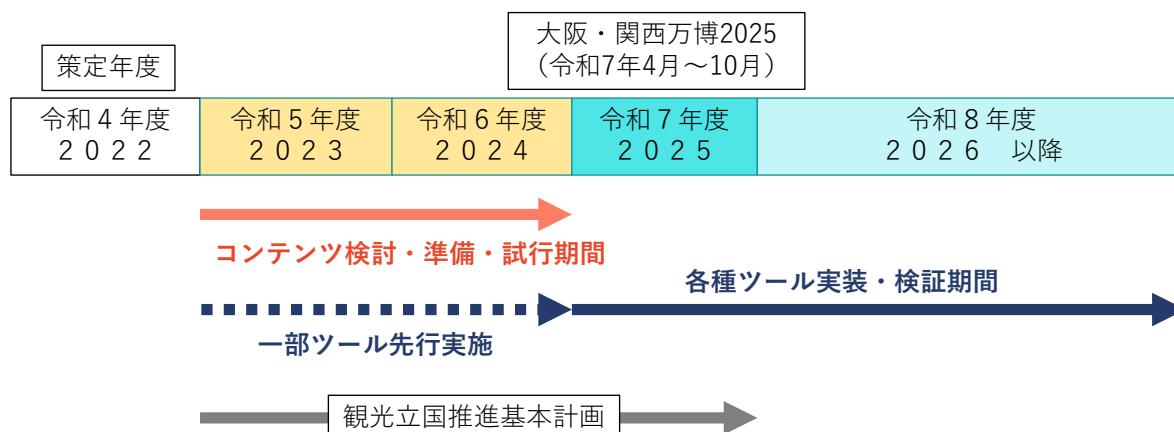 策定年度
大阪・関西万博2025
（令和7年4月～10月）
令和４年度
２０２２
令和５年度
２０２３
令和６年度
２０２４
令和７年度
２０２５
令和８年度
２０２６　以降
コンテンツ検討・準備・試行期間
各種ツール実装・検証期間
一部ツール先行実施
観光立国推進基本計画